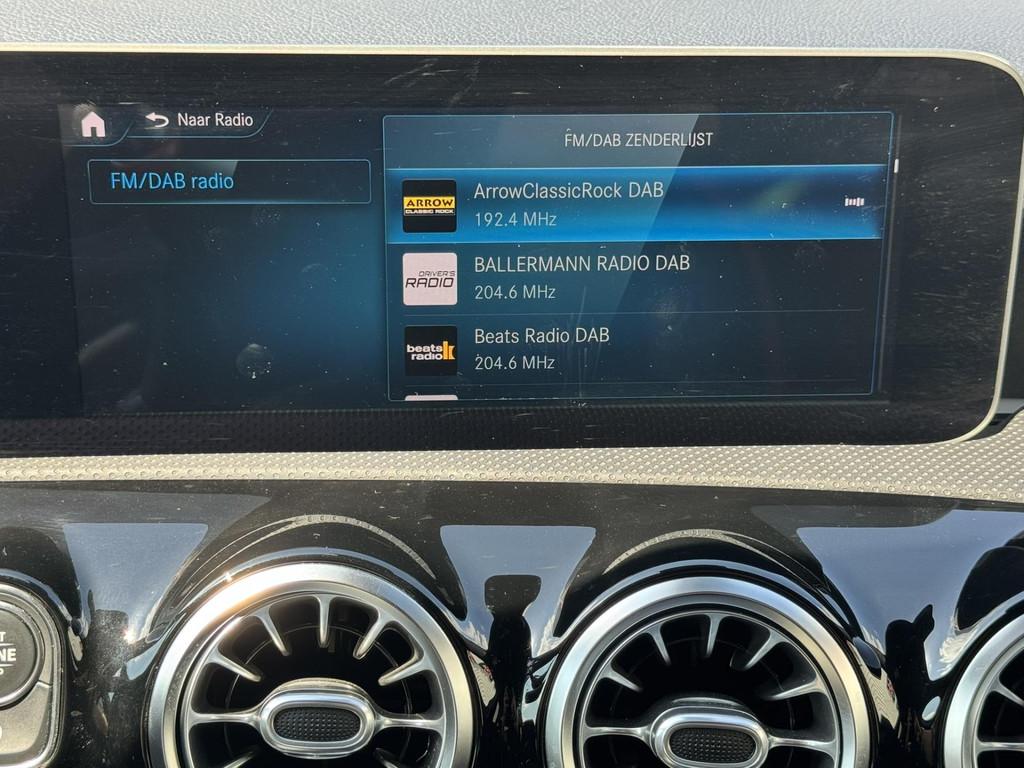 Naar Radio
FM/DAB radio
FM/DAB ZENDERLIJST
ARROW
CLASSIC ROCK
ArrowClassicRock DAB
192.4 MHz
DRIVER'S
RADIO
BALLERMANN RADIO DAB
204.6 MHz
beats
radio
Beats Radio DAB
204.6 MHz